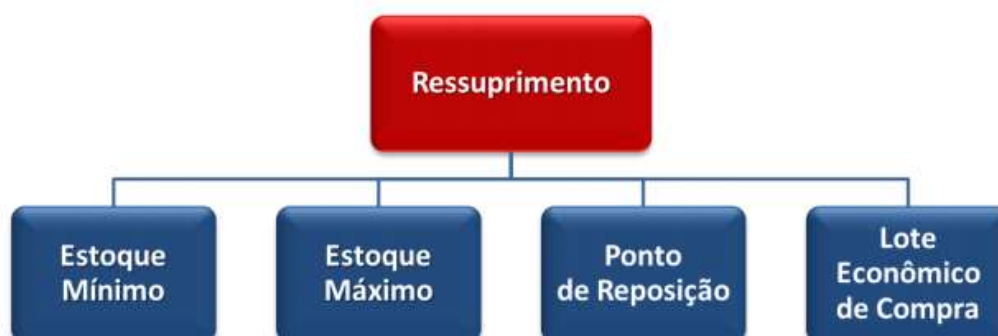 Ressuprimento
Estoque
Mínimo
Estoque
Máximo
Ponto
de Reposição
Lote
Econômico
de Compra